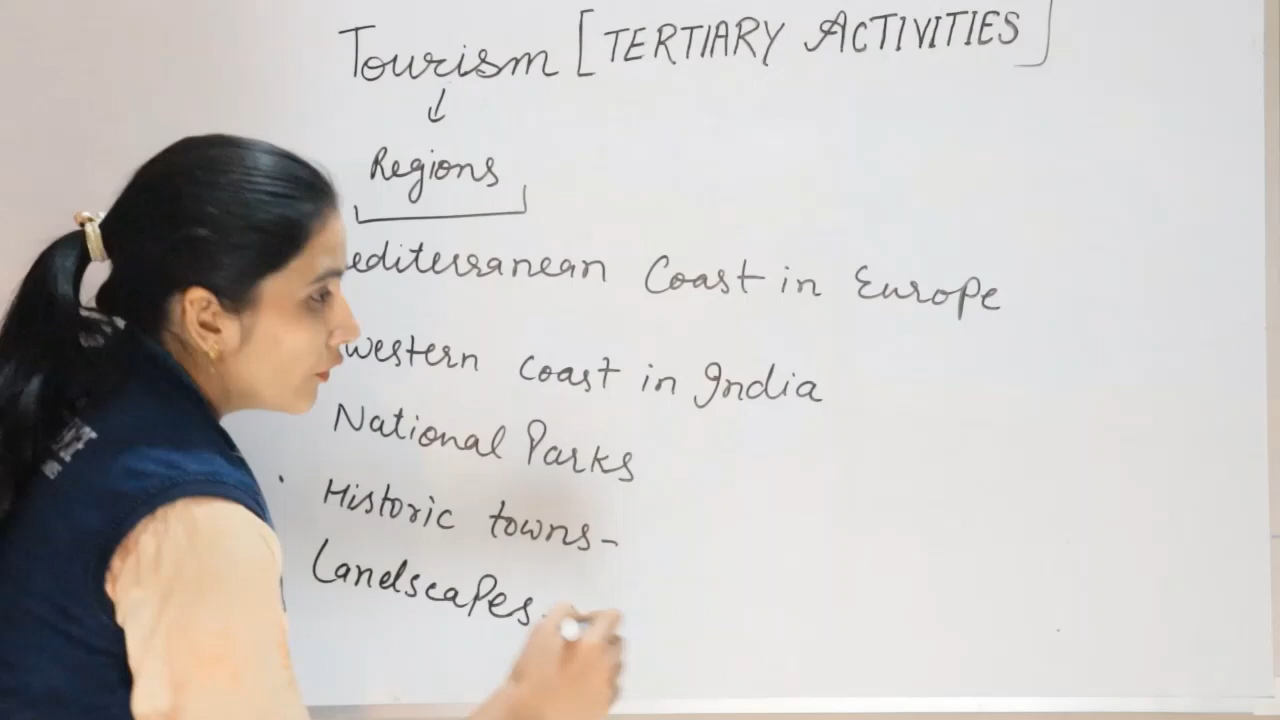 Tourism [TERTIARY ACTIVITIES]
Regions
editerranean Coast in Europe
western coast in India
National Parks
Historic towns-
Landscapes